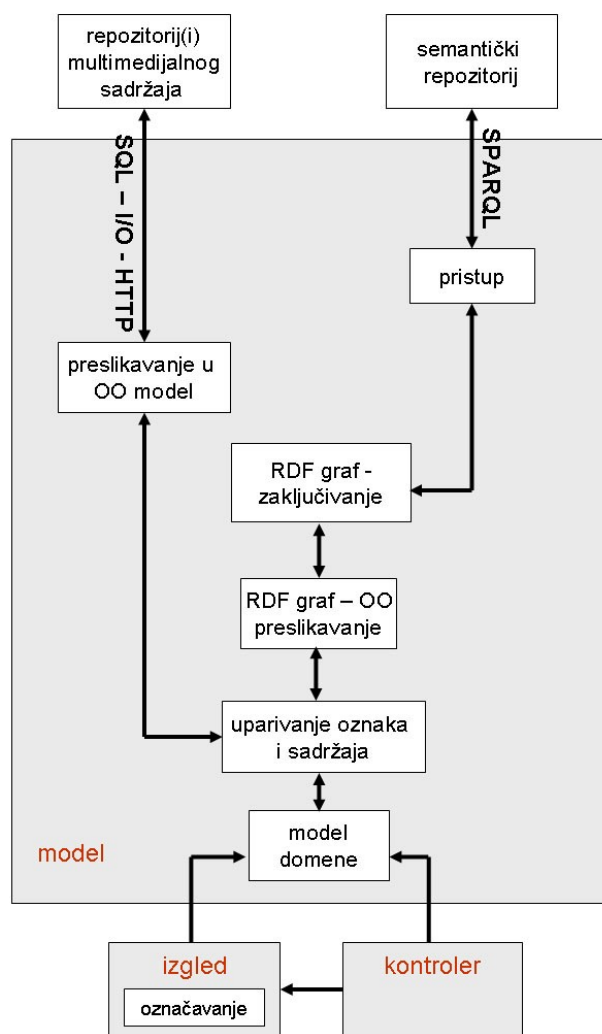 repozitorij(i)
multimedijalnog
sadržaja
semantički
repozitorij
SQL – I/O - HTTP
SPARQL
pristup
preslikavanje u
OO model
RDF graf -
zaključivanje
RDF graf – OO
preslikavanje
uparivanje oznaka
i sadržaja
model
domene
model
izgled
označavanje
kontroler